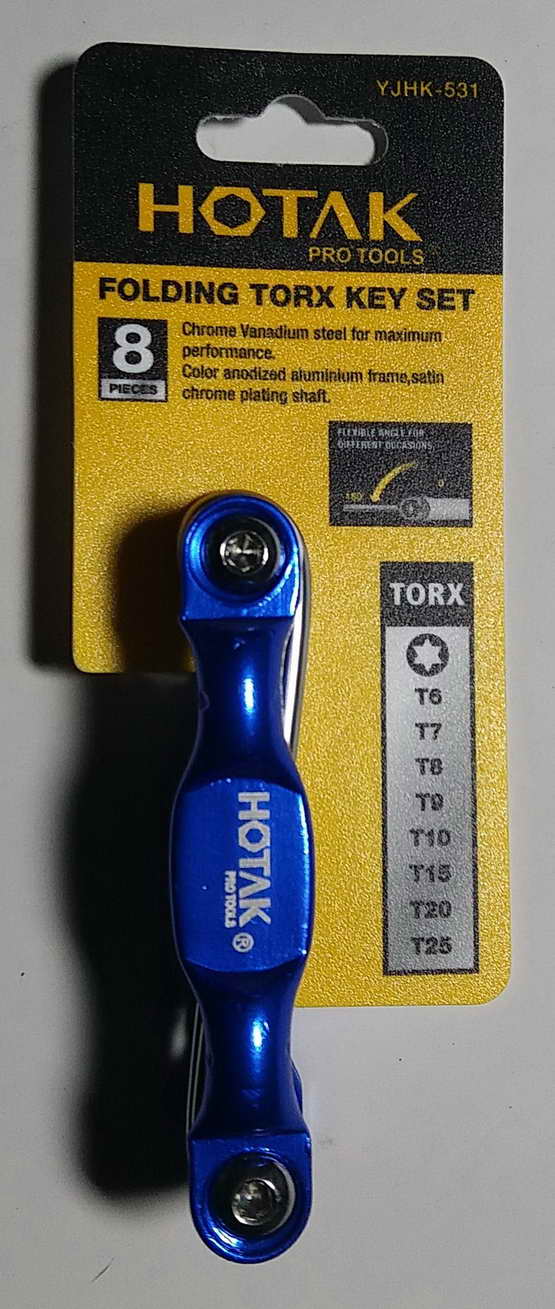 YJHK-531
HOTAK
PRO TOOLS
FOLDING TORX KEY SET
8
PIECES
Chrome Vanadium steel for maximum
performance.
Color anodized aluminium frame,satin
chrome plating shaft.
FLEXIBLE ANGLE FOR
DIFFERENT OCCASIONS
180
0
TORX
T6
T7
T8
T9
T10
T15
T20
T25
HOTAK
PRO TOOLS
®